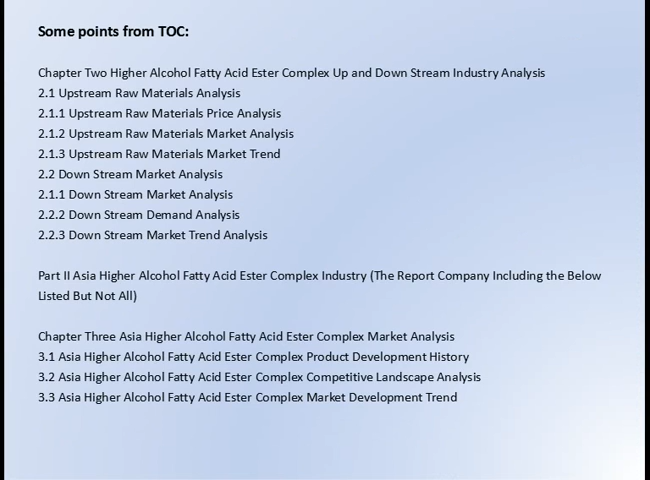 Some points from TOC:
Chapter Two Higher Alcohol Fatty Acid Ester Complex Up and Down Stream Industry Analysis
2.1 Upstream Raw Materials Analysis
2.1.1 Upstream Raw Materials Price Analysis
2.1.2 Upstream Raw Materials Market Analysis
2.1.3 Upstream Raw Materials Market Trend
2.2 Down Stream Market Analysis
2.1.1 Down Stream Market Analysis
2.2.2 Down Stream Demand Analysis
2.2.3 Down Stream Market Trend Analysis
Part II Asia Higher Alcohol Fatty Acid Ester Complex Industry (The Report Company Including the Below
Listed But Not All)
Chapter Three Asia Higher Alcohol Fatty Acid Ester Complex Market Analysis
3.1 Asia Higher Alcohol Fatty Acid Ester Complex Product Development History
3.2 Asia Higher Alcohol Fatty Acid Ester Complex Competitive Landscape Analysis
3.3 Asia Higher Alcohol Fatty Acid Ester Complex Market Development Trend